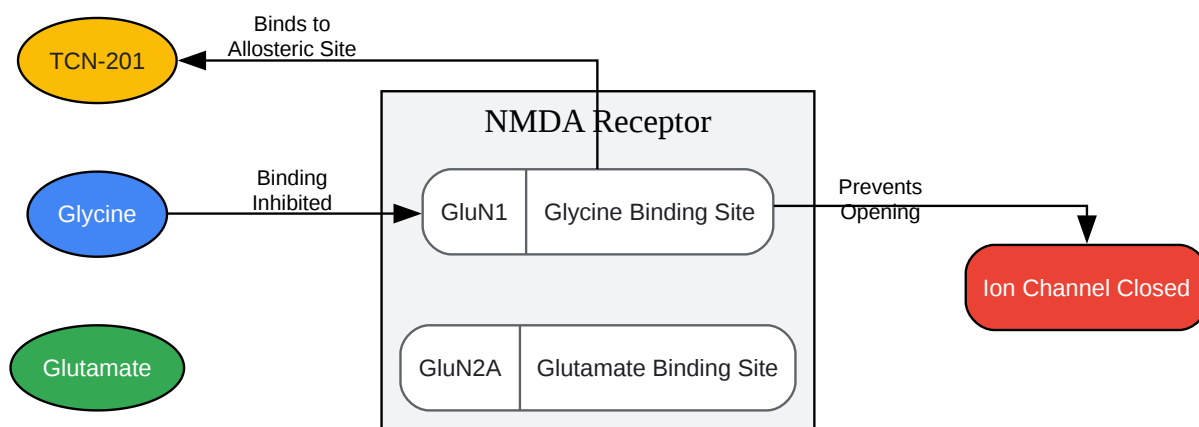 Binds to
Allosteric Site
TCN-201
NMDA Receptor
Binding
Inhibited
Glycine
GluN1
Glycine Binding Site
Prevents
Opening
Ion Channel Closed
Glutamate
GluN2A
Glutamate Binding Site